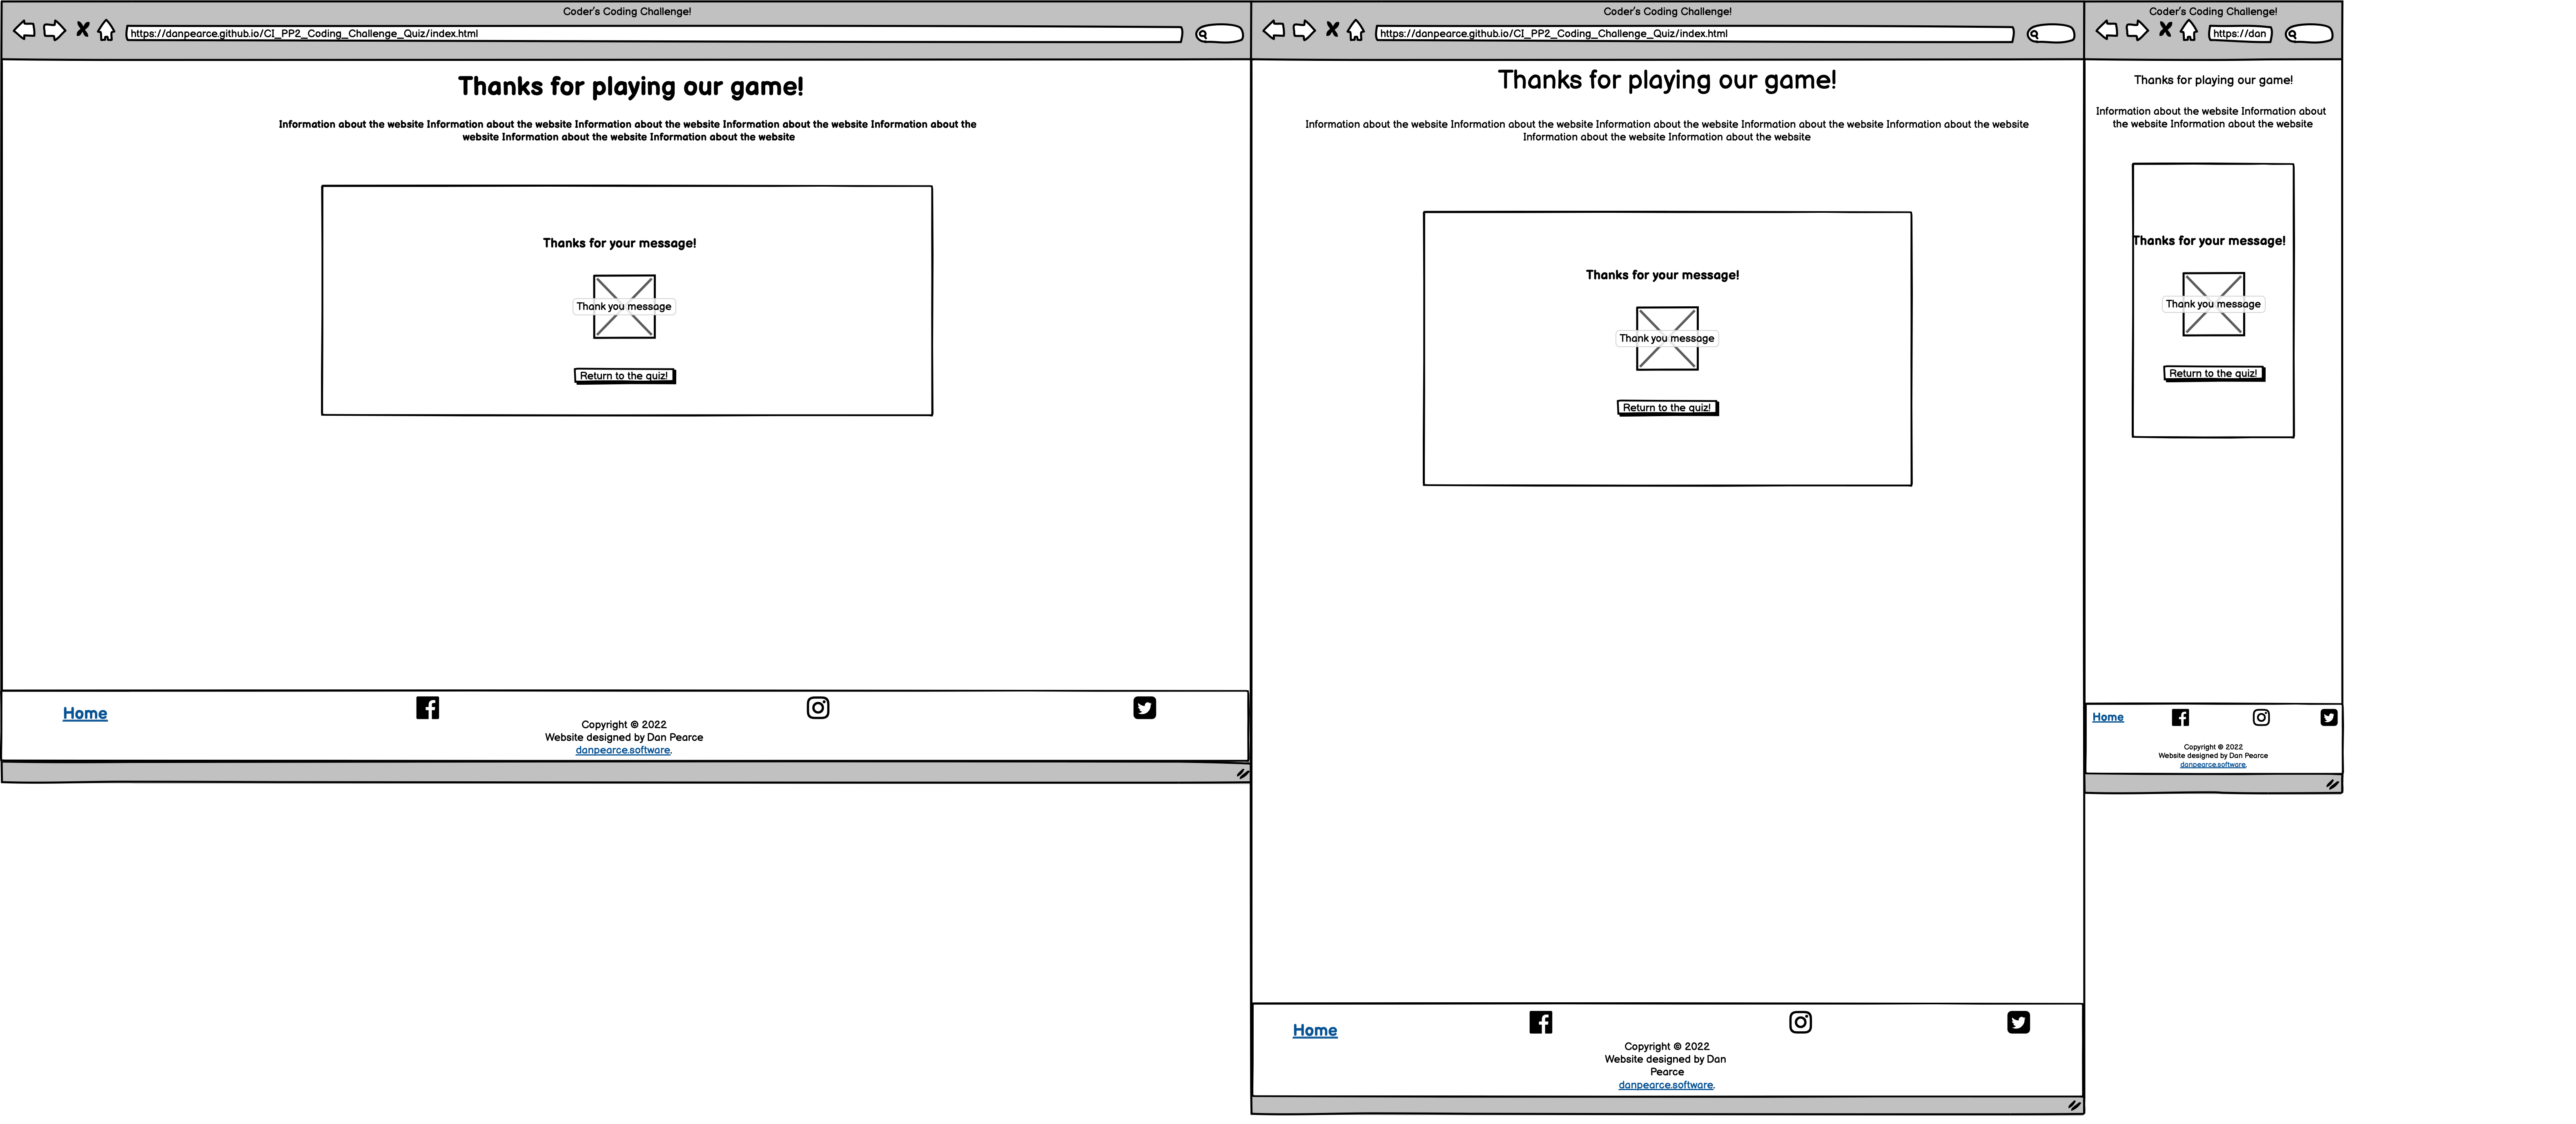 Coder's Coding Challenge!
https://danpearce.github.io/CI_PP2_Coding_Challenge_Quiz/index.html
Thanks for playing our game!
Information about the website Information about the website Information about the website Information about the website Information about the
website Information about the website Information about the website
Thanks for your message!
Thank you message
Return to the quiz!
Home
Copyright © 2022
Website designed by Dan Pearce
danpearce.software.
Coder's Coding Challenge!
https://danpearce.github.io/CI_PP2_Coding_Challenge_Quiz/index.html
Thanks for playing our game!
Information about the website Information about the website Information about the website Information about the website Information about the website
Information about the website Information about the website
Thanks for your message!
Thank you message
Return to the quiz!
Home
Copyright © 2022
Website designed by Dan
Pearce
danpearce.software.
Coder's Coding Challenge!
https://dan
Thanks for playing our game!
Information about the website Information about
the website Information about the website
Thanks for your message!
Thank you message
Return to the quiz!
Home
Copyright © 2022
Website designed by Dan Pearce
danpearce.software.